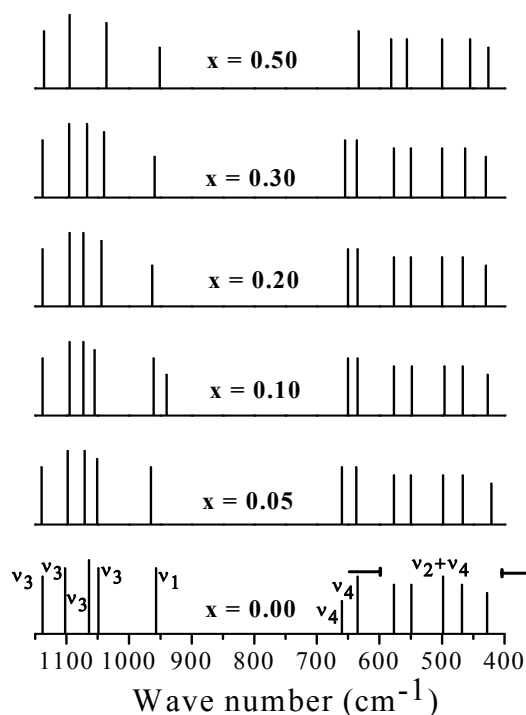 x = 0.50
x = 0.30
x = 0.20
x = 0.10
x = 0.05
ν3 ν3 ν3 ν3 ν1 ν4 ν4 ν2+ν4
x = 0.00
1100 1000 900 800 700 600 500 400
Wave number (cm-1)